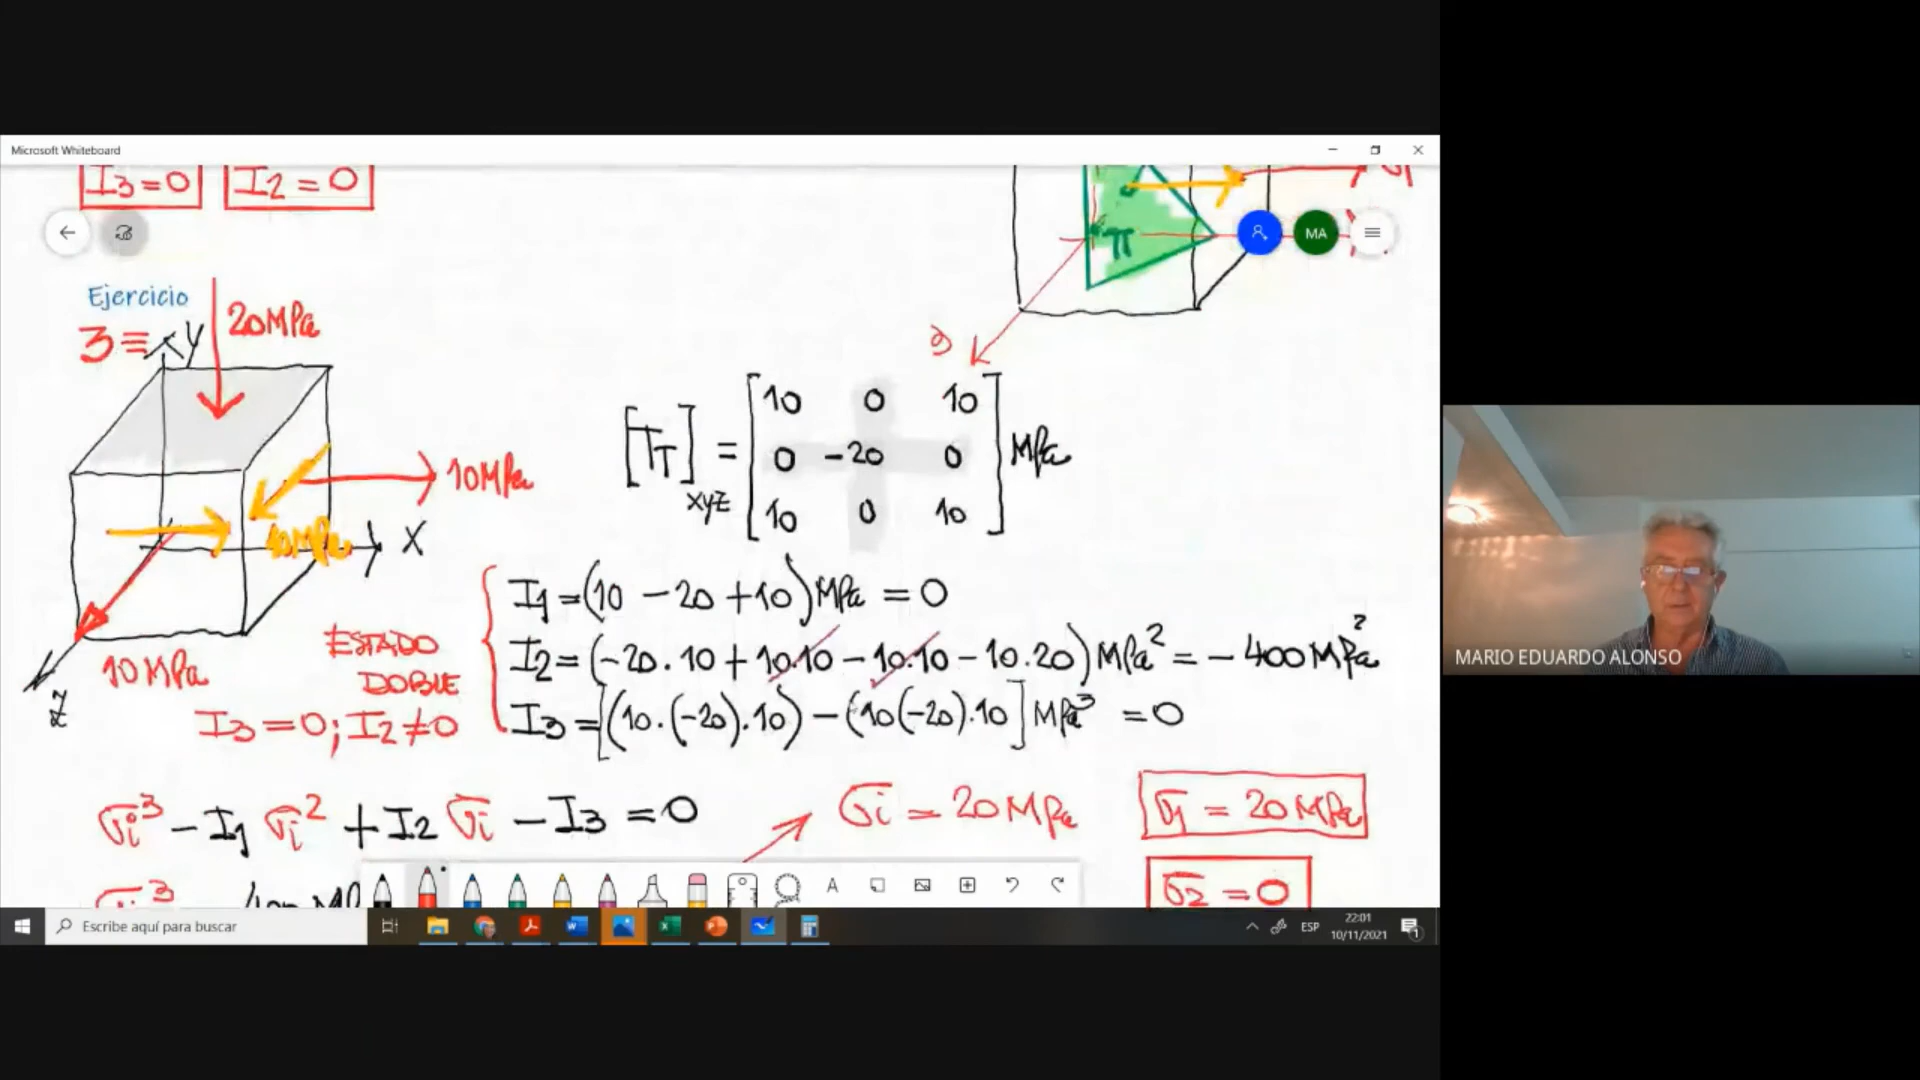 Microsoft Whiteboard
I3=0 I2=0
MA
π
Ejercicio
3≡
Y
20MPa
10MPa
10MPa
X
10MPa
Z
3
[TT]xyz = [10 0 10
0 -20 0
10 0 10] MPa
ESTADO DOBLE
I3=0; I2≠0
I1=(10 -20 +10)MPa = 0
I2=(-20.10 + 10.10 - 10.10 - 10.20) MPa² = -400MPa²
I3=[(10.(-20).10) - (10(-20).10] MPa³ = 0
σi³ - I1 σi² + I2 σi - I3 = 0
σi = 20MPa
σ1 = 20MPa
σ2 = 0
A
Escribe aquí para buscar
ESP
22:01
10/11/2021
1
MARIO EDUARDO ALONSO